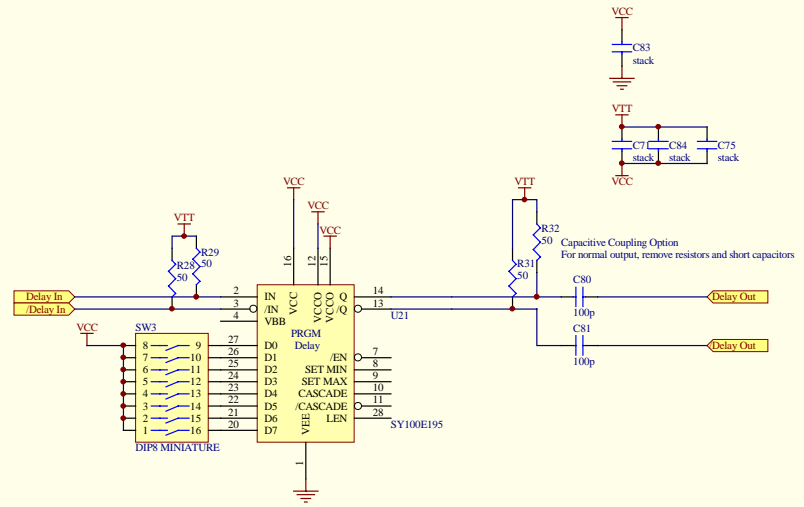 VCC
C83
stack
VTT
C71 C84 C75
stack stack stack
VCC
VCC
VCC
VCC
VTT
VTT
R29
50
R28
50
R32
50
R31
50
Capacitive Coupling Option
For normal output, remove resistors and short capacitors
16 12 15
Delay In 2 IN VCC VCCO VCCO Q 14 C80 Delay Out
/Delay In 3 /IN /Q 13 100p
4 VBB U21
PRGM
Delay
VCC SW3
C81 Delay Out
100p
8 9 27 D0
7 10 26 D1 /EN 7
6 11 25 D2 SET MIN 8
5 12 24 D3 SET MAX 9
4 13 23 D4 CASCADE 10
3 14 22 D5 /CASCADE 11
2 15 21 D6 LEN 28
1 16 20 D7 VEE SY100E195
DIP8 MINIATURE
1